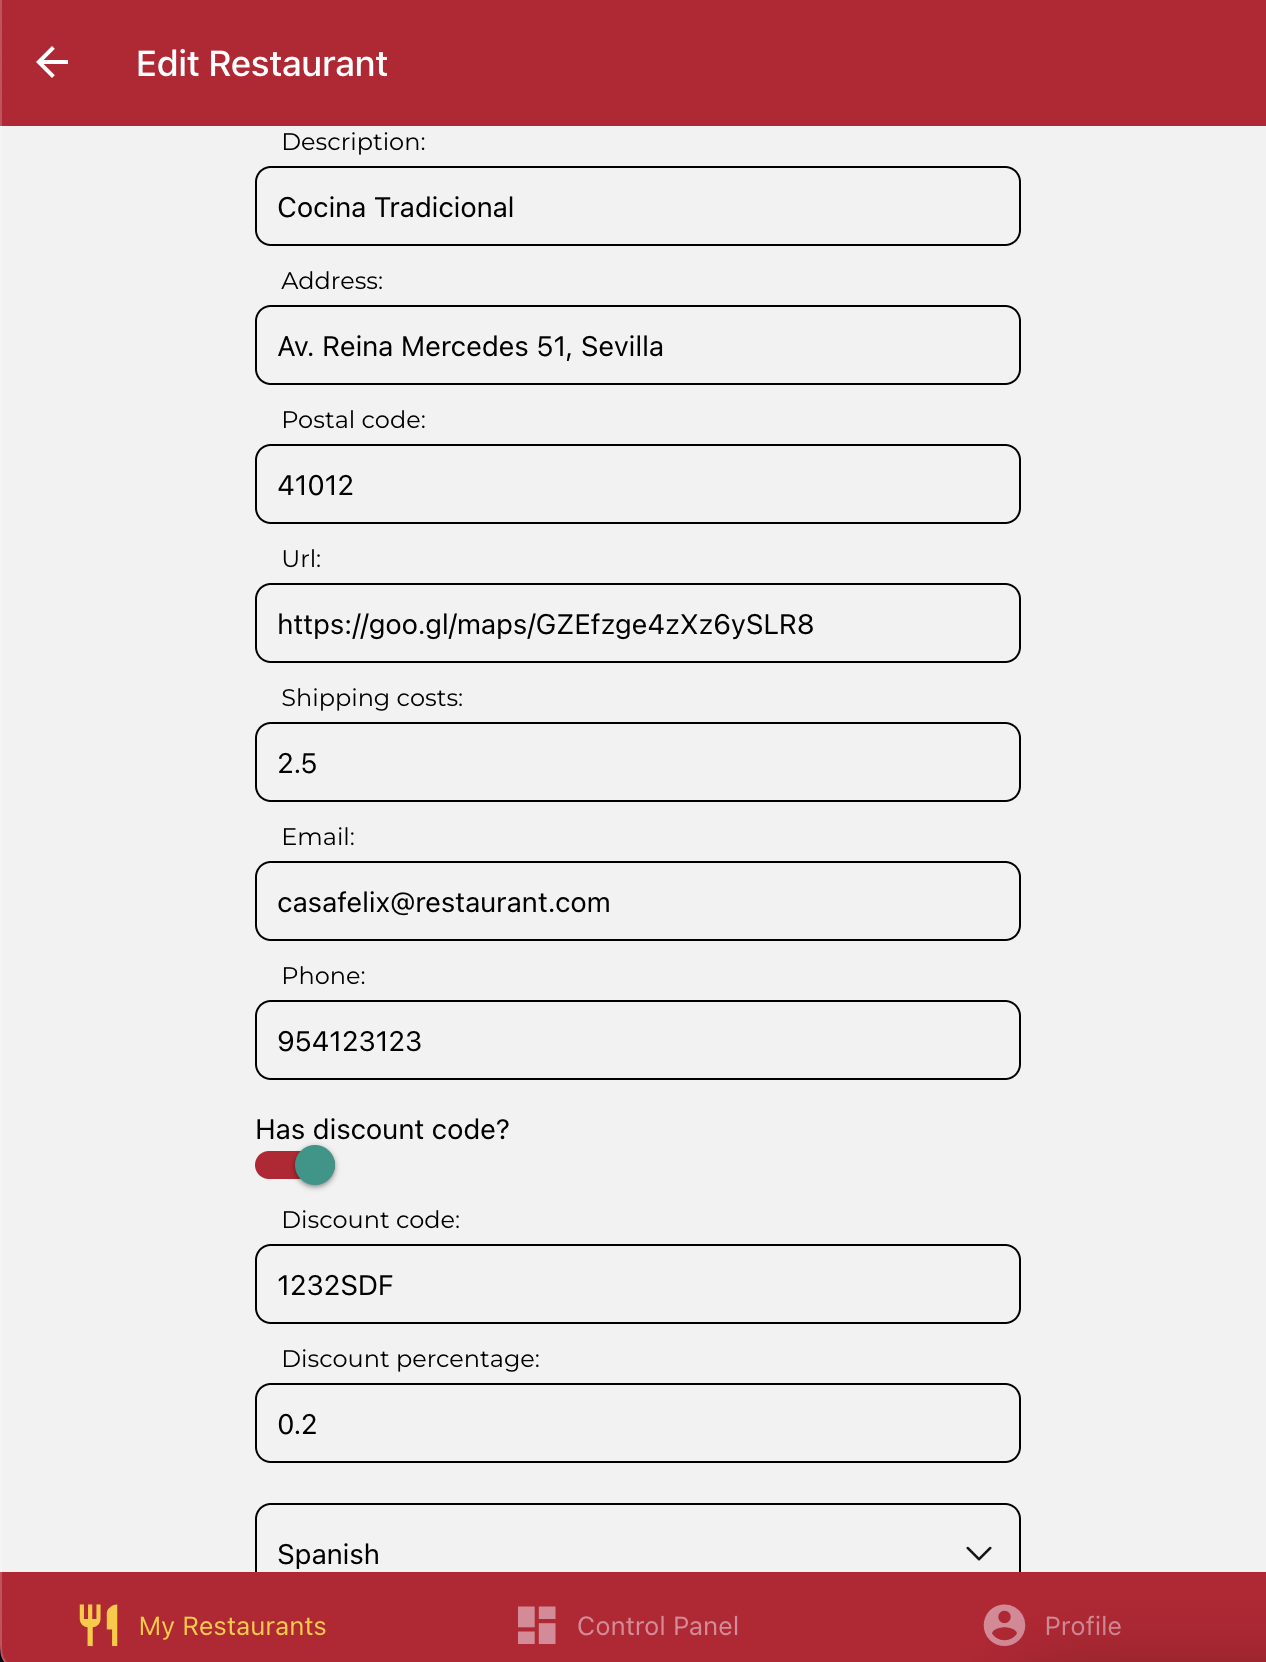 Edit Restaurant
Description:
Cocina Tradicional
Address:
Av. Reina Mercedes 51, Sevilla
Postal code:
41012
Url:
https://goo.gl/maps/GZEfzge4zXz6ySLR8
Shipping costs:
2.5
Email:
casafelix@restaurant.com
Phone:
954123123
Has discount code?
Discount code:
1232SDF
Discount percentage:
0.2
Spanish
My Restaurants
Control Panel
Profile